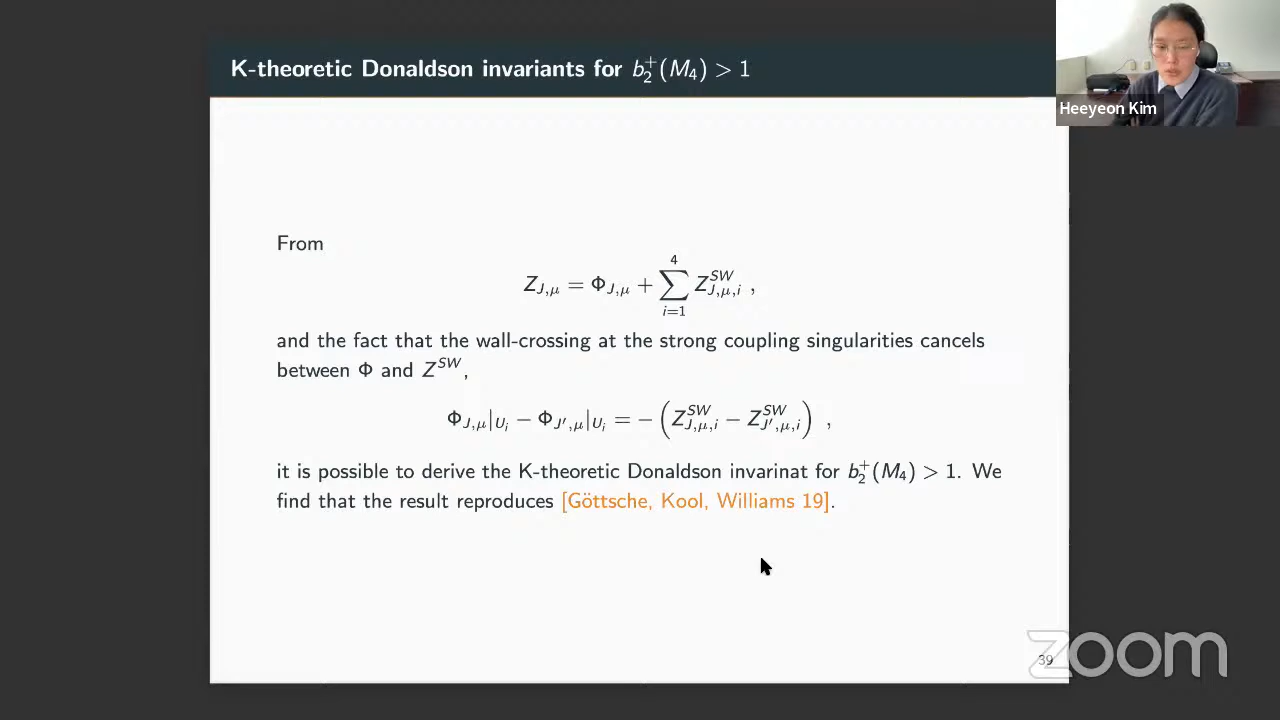 K-theoretic Donaldson invariants for b₂⁺(M₄) > 1
Heeyeon Kim
From
Z_{J,μ} = Φ_{J,μ} + ∑_{i=1}^{4} Z^{SW}_{J,μ,i} ,
and the fact that the wall-crossing at the strong coupling singularities cancels
between Φ and Z^{SW},
Φ_{J,μ}|_{U_i} − Φ_{J′,μ}|_{U_i} = − (Z^{SW}_{J,μ,i} − Z^{SW}_{J′,μ,i}) ,
it is possible to derive the K-theoretic Donaldson invarinat for b₂⁺(M₄) > 1. We
find that the result reproduces [Göttsche, Kool, Williams 19].
39
zoom